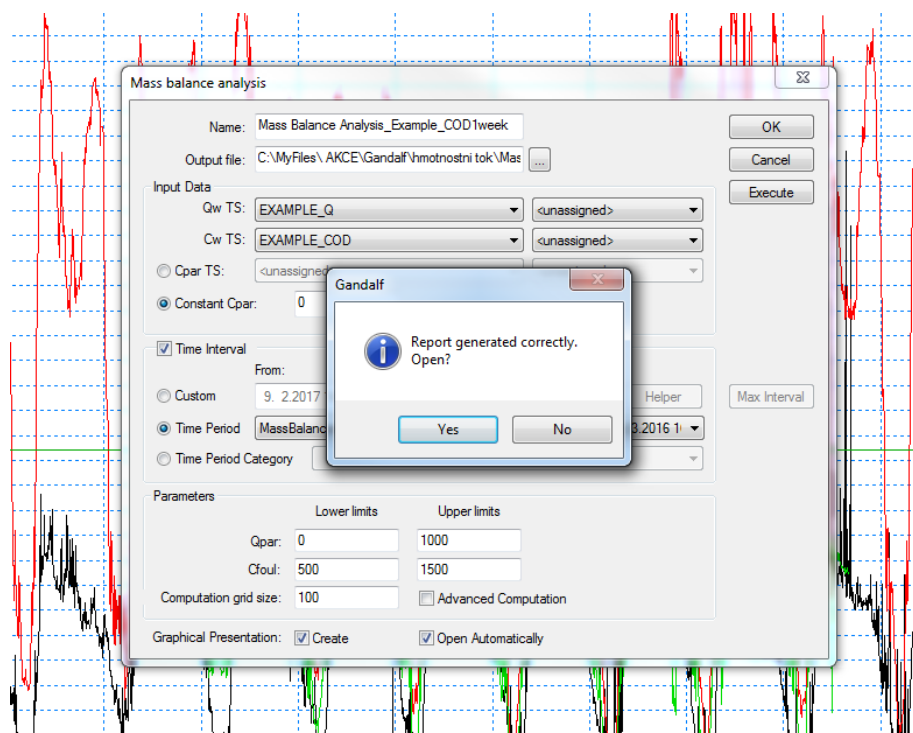 Mass balance analysis
Name: Mass Balance Analysis_Example_COD1week
OK
Output file: C:\MyFiles\ AKCE\Gandalf\hmotnostni tok\Mas ...
Cancel
Input Data
Execute
Qw TS: EXAMPLE_Q <unassigned>
Cw TS: EXAMPLE_COD <unassigned>
Cpar TS: <unassigned
Constant Cpar: 0
Gandalf
Report generated correctly.
Open?
Yes No
Time Interval
From:
Custom 9. 2.2017 Helper Max Interval
Time Period MassBalanc 3.2016 1
Time Period Category
Parameters
Lower limits Upper limits
Qpar: 0 1000
Cfoul: 500 1500
Computation grid size: 100 Advanced Computation
Graphical Presentation: Create Open Automatically